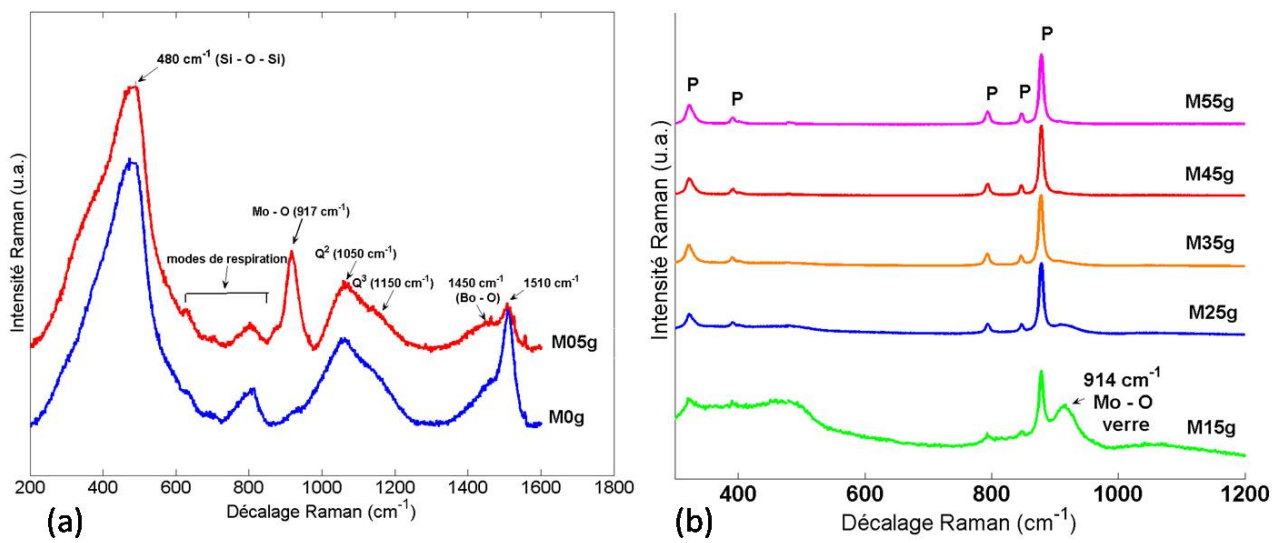 480 cm⁻¹ (Si - O - Si)
Mo - O (917 cm⁻¹)
Q² (1050 cm⁻¹)
modes de respiration
Q³ (1150 cm⁻¹)
1450 cm⁻¹
(Bo - O)
1510 cm⁻¹
M05g
M0g
Intensité Raman (u.a.)
200 400 600 800 1000 1200 1400 1600 1800
Décalage Raman (cm⁻¹)
(a)
P
P
P
P
P
M55g
M45g
M35g
M25g
914 cm⁻¹
Mo - O
verre
M15g
Intensité Raman (u.a.)
400 600 800 1000 1200
Décalage Raman (cm⁻¹)
(b)